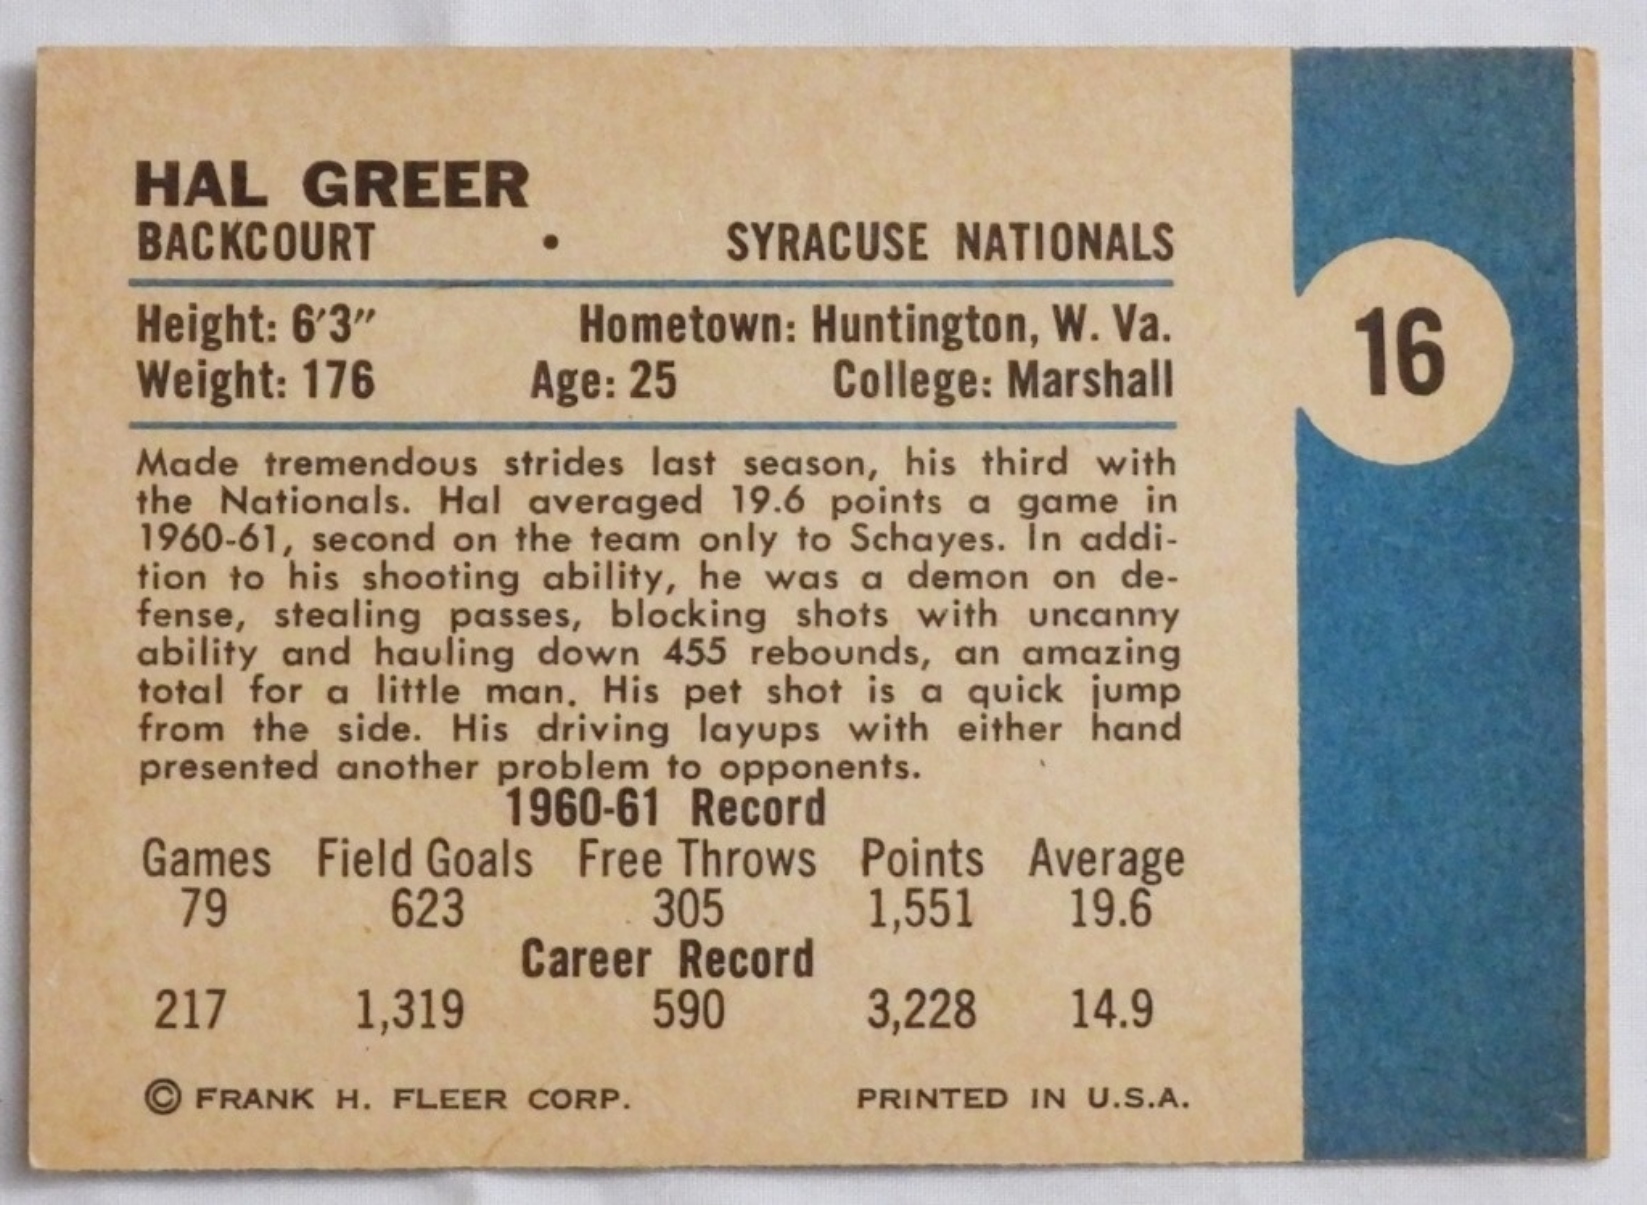 HAL GREER
BACKCOURT • SYRACUSE NATIONALS
Height: 6'3" Hometown: Huntington, W. Va.
Weight: 176 Age: 25 College: Marshall
16
Made tremendous strides last season, his third with
the Nationals. Hal averaged 19.6 points a game in
1960-61, second on the team only to Schayes. In addi-
tion to his shooting ability, he was a demon on de-
fense, stealing passes, blocking shots with uncanny
ability and hauling down 455 rebounds, an amazing
total for a little man. His pet shot is a quick jump
from the side. His driving layups with either hand
presented another problem to opponents.
1960-61 Record
Games Field Goals Free Throws Points Average
79 623 305 1,551 19.6
Career Record
217 1,319 590 3,228 14.9
© FRANK H. FLEER CORP. PRINTED IN U.S.A.